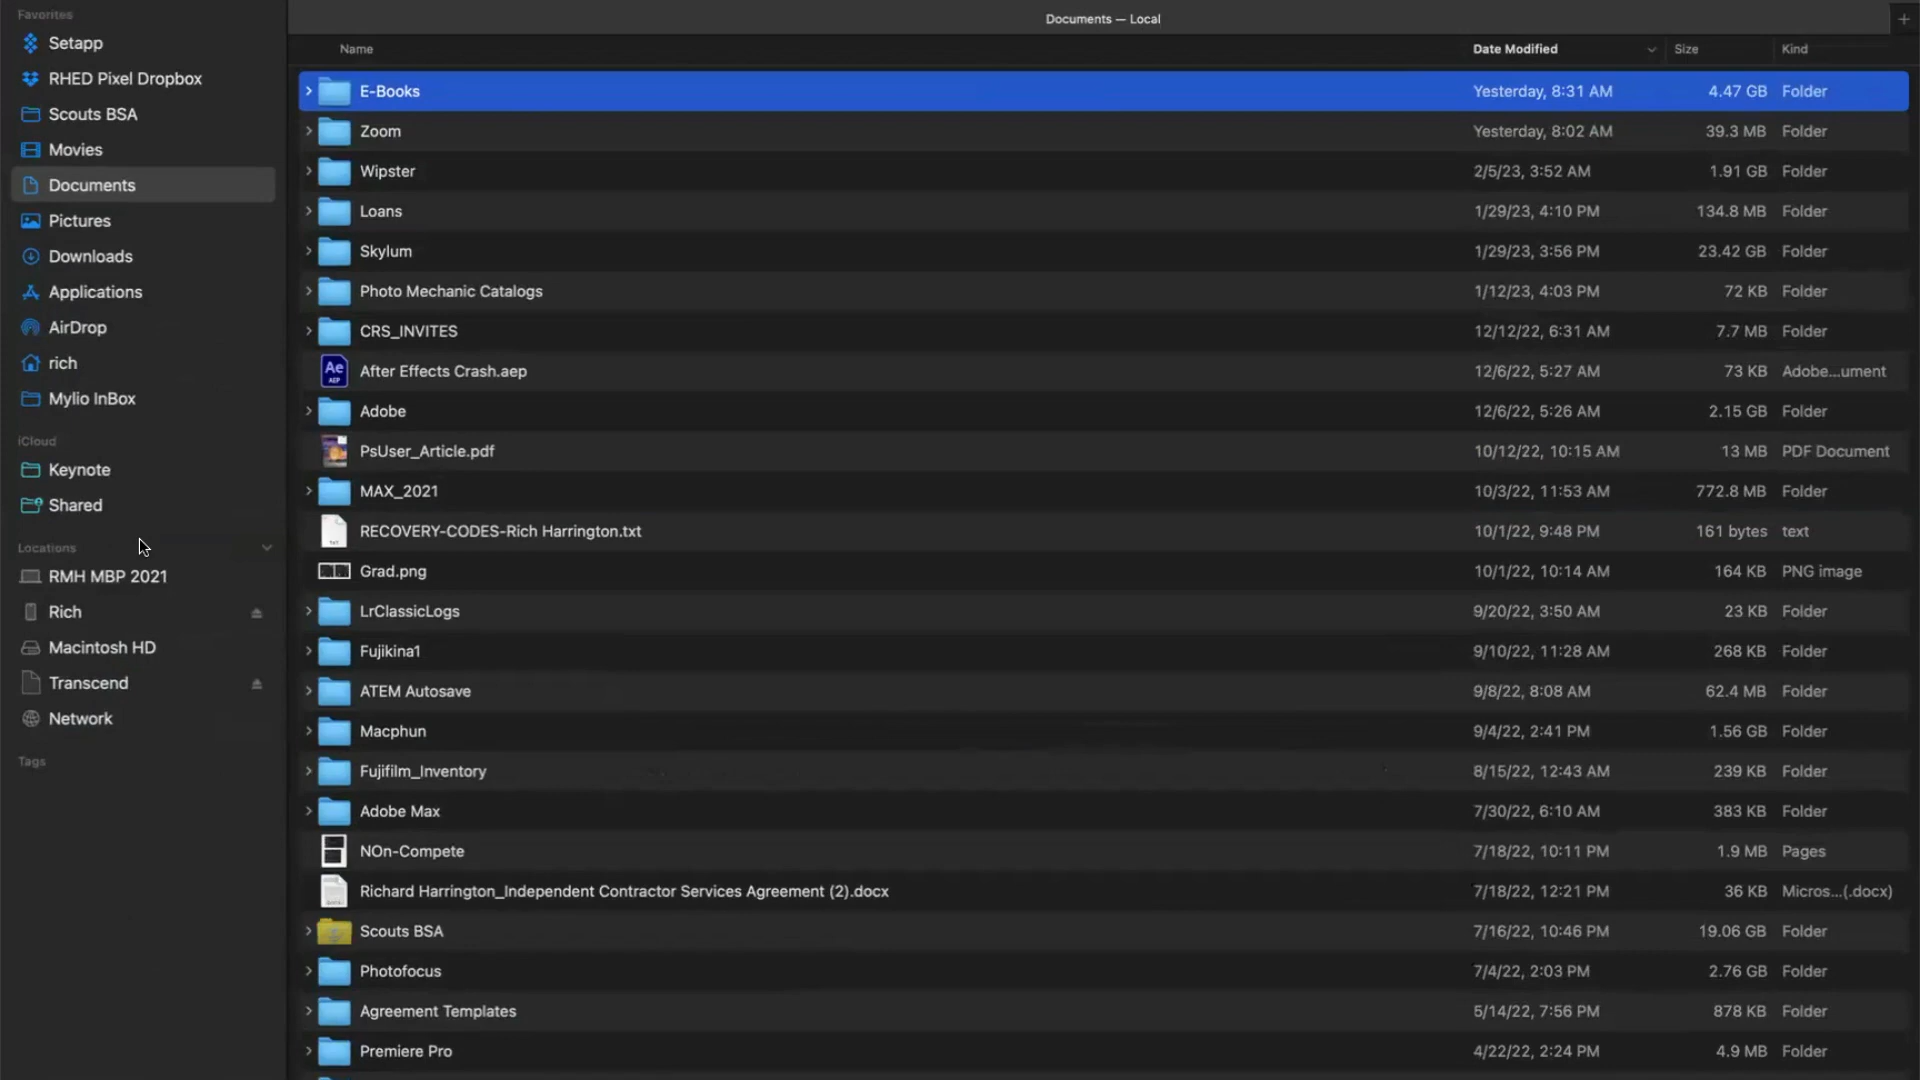 Favorites
Setapp
RHED Pixel Dropbox
Scouts BSA
Movies
Documents
Pictures
Downloads
Applications
AirDrop
rich
Mylio InBox
iCloud
Keynote
Shared
Locations
RMH MBP 2021
Rich
Macintosh HD
Transcend
Network
Tags
Documents — Local
Name Date Modified Size Kind
E-Books Yesterday, 8:31 AM 4.47 GB Folder
Zoom Yesterday, 8:02 AM 39.3 MB Folder
Wipster 2/5/23, 3:52 AM 1.91 GB Folder
Loans 1/29/23, 4:10 PM 134.8 MB Folder
Skylum 1/29/23, 3:56 PM 23.42 GB Folder
Photo Mechanic Catalogs 1/12/23, 4:03 PM 72 KB Folder
CRS_INVITES 12/12/22, 6:31 AM 7.7 MB Folder
Ae AEP After Effects Crash.aep 12/6/22, 5:27 AM 73 KB Adobe...ument
Adobe 12/6/22, 5:26 AM 2.15 GB Folder
PsUser_Article.pdf 10/12/22, 10:15 AM 13 MB PDF Document
MAX_2021 10/3/22, 11:53 AM 772.8 MB Folder
RECOVERY-CODES-Rich Harrington.txt 10/1/22, 9:48 PM 161 bytes text
Grad.png 10/1/22, 10:14 AM 164 KB PNG image
LrClassicLogs 9/20/22, 3:50 AM 23 KB Folder
Fujikina1 9/10/22, 11:28 AM 268 KB Folder
ATEM Autosave 9/8/22, 8:08 AM 62.4 MB Folder
Macphun 9/4/22, 2:41 PM 1.56 GB Folder
Fujifilm_Inventory 8/15/22, 12:43 AM 239 KB Folder
Adobe Max 7/30/22, 6:10 AM 383 KB Folder
NOn-Compete 7/18/22, 10:11 PM 1.9 MB Pages
Richard Harrington_Independent Contractor Services Agreement (2).docx 7/18/22, 12:21 PM 36 KB Micros...(.docx)
Scouts BSA 7/16/22, 10:46 PM 19.06 GB Folder
Photofocus 7/4/22, 2:03 PM 2.76 GB Folder
Agreement Templates 5/14/22, 7:56 PM 878 KB Folder
Premiere Pro 4/22/22, 2:24 PM 4.9 MB Folder